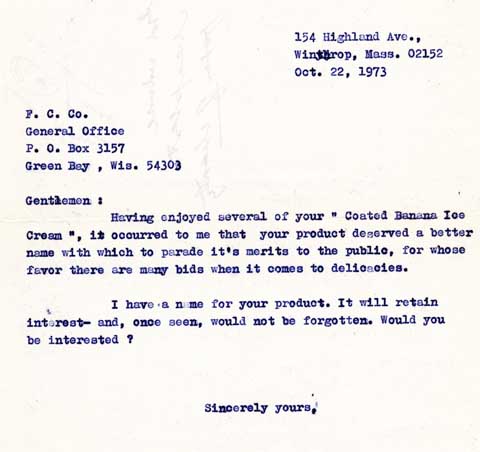 154 Highland Ave.,
Winthrop, Mass. 02152
Oct. 22, 1973
F. C. Co.
General Office
P. O. Box 3157
Green Bay , Wis. 54303
Gentlemen :
Having enjoyed several of your " Coated Banana Ice
Cream ", it occurred to me that your product deserved a better
name with which to parade it's merits to the public, for whose
favor there are many bids when it comes to delicacies.
I have a name for your product. It will retain
interest- and, once seen, would not be forgotten. Would you
be interested ?
Sincerely yours,